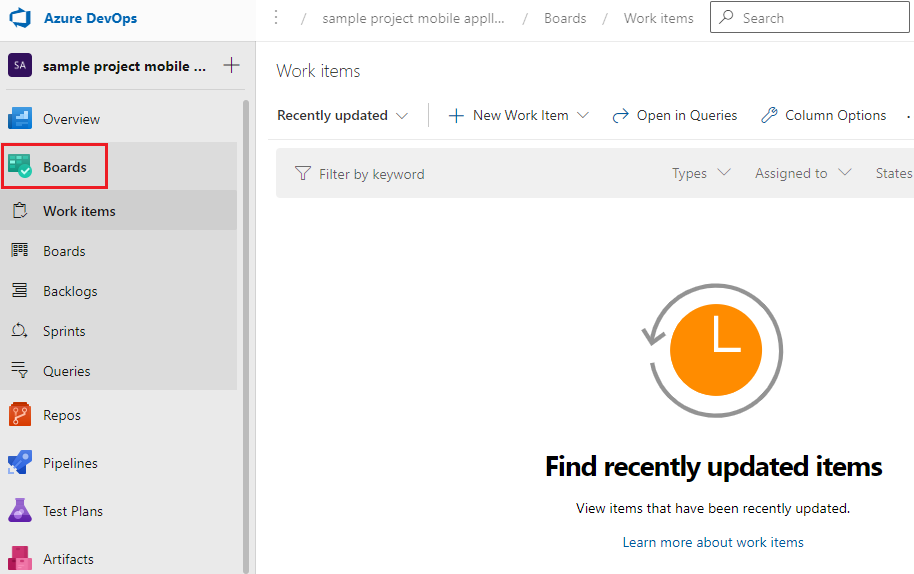 Azure DevOps
/ sample project mobile appll... / Boards / Work items
Search
SA sample project mobile ...
Overview
Boards
Work items
Boards
Backlogs
Sprints
Queries
Repos
Pipelines
Test Plans
Artifacts
Work items
Recently updated New Work Item Open in Queries Column Options
Filter by keyword Types Assigned to States
Find recently updated items
View items that have been recently updated.
Learn more about work items